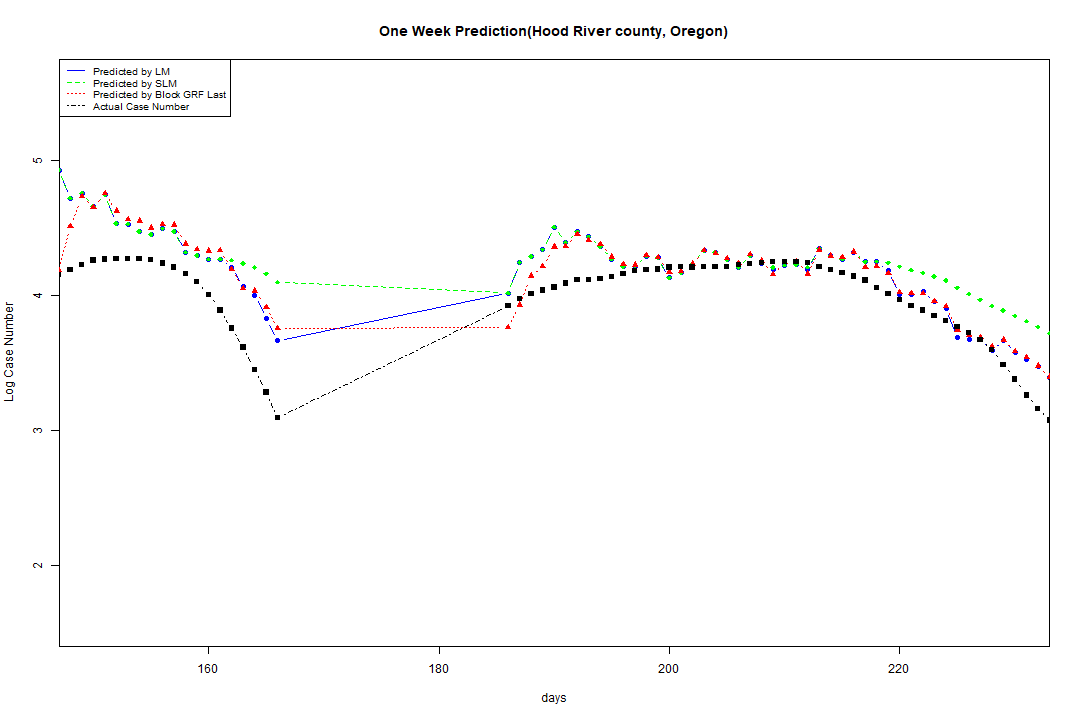 One Week Prediction(Hood River county, Oregon)
Predicted by LM
Predicted by SLM
Predicted by Block GRF Last
Actual Case Number
5
4
3
2
Log Case Number
160 180 200 220
days